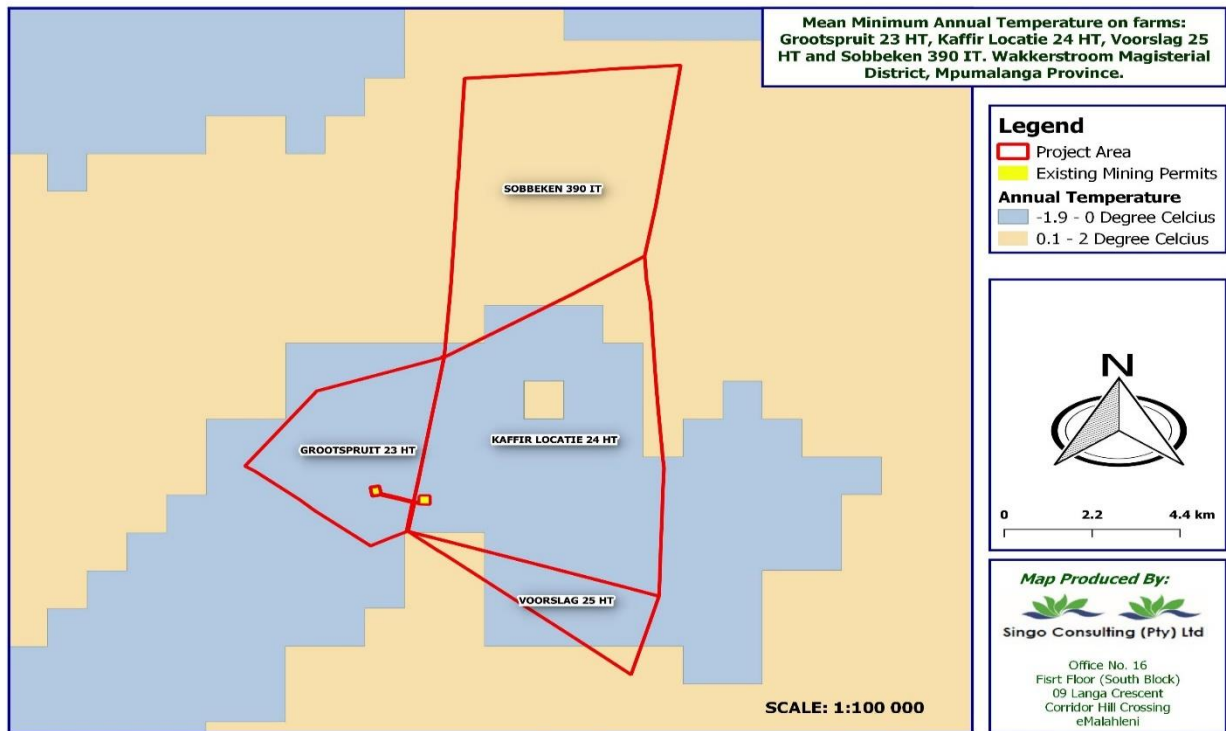 Mean Minimum Annual Temperature on farms:
Grootspruit 23 HT, Kaffir Locatie 24 HT, Voorslag 25
HT and Sobbeken 390 IT. Wakkerstroom Magisterial
District, Mpumalanga Province.
SOBBEKEN 390 IT
KAFFIR LOCATIE 24 HT
GROOTSPRUIT 23 HT
VOORSLAG 25 HT
SCALE: 1:100 000
Legend
Project Area
Existing Mining Permits
Annual Temperature
-1.9 - 0 Degree Celcius
0.1 - 2 Degree Celcius
N
0 2.2 4.4 km
Map Produced By:
Singo Consulting (Pty) Ltd
Office No. 16
Fisrt Floor (South Block)
09 Langa Crescent
Corridor Hill Crossing
eMalahleni